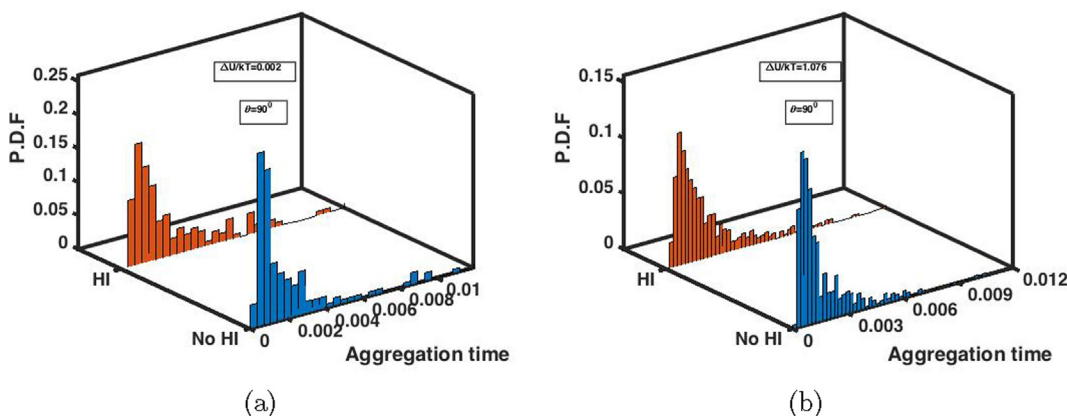 0.25
0.2
0.15
0.1
0.05
0
P.D.F
ΔU/kT=0.002
θ=90⁰
HI
No HI
0
0.002
0.004
0.006
0.008
0.01
Aggregation time
(a)
0.15
0.1
0.05
0
P.D.F
ΔU/kT=1.076
θ=90⁰
HI
No HI
0
0.003
0.006
0.009
0.012
Aggregation time
(b)